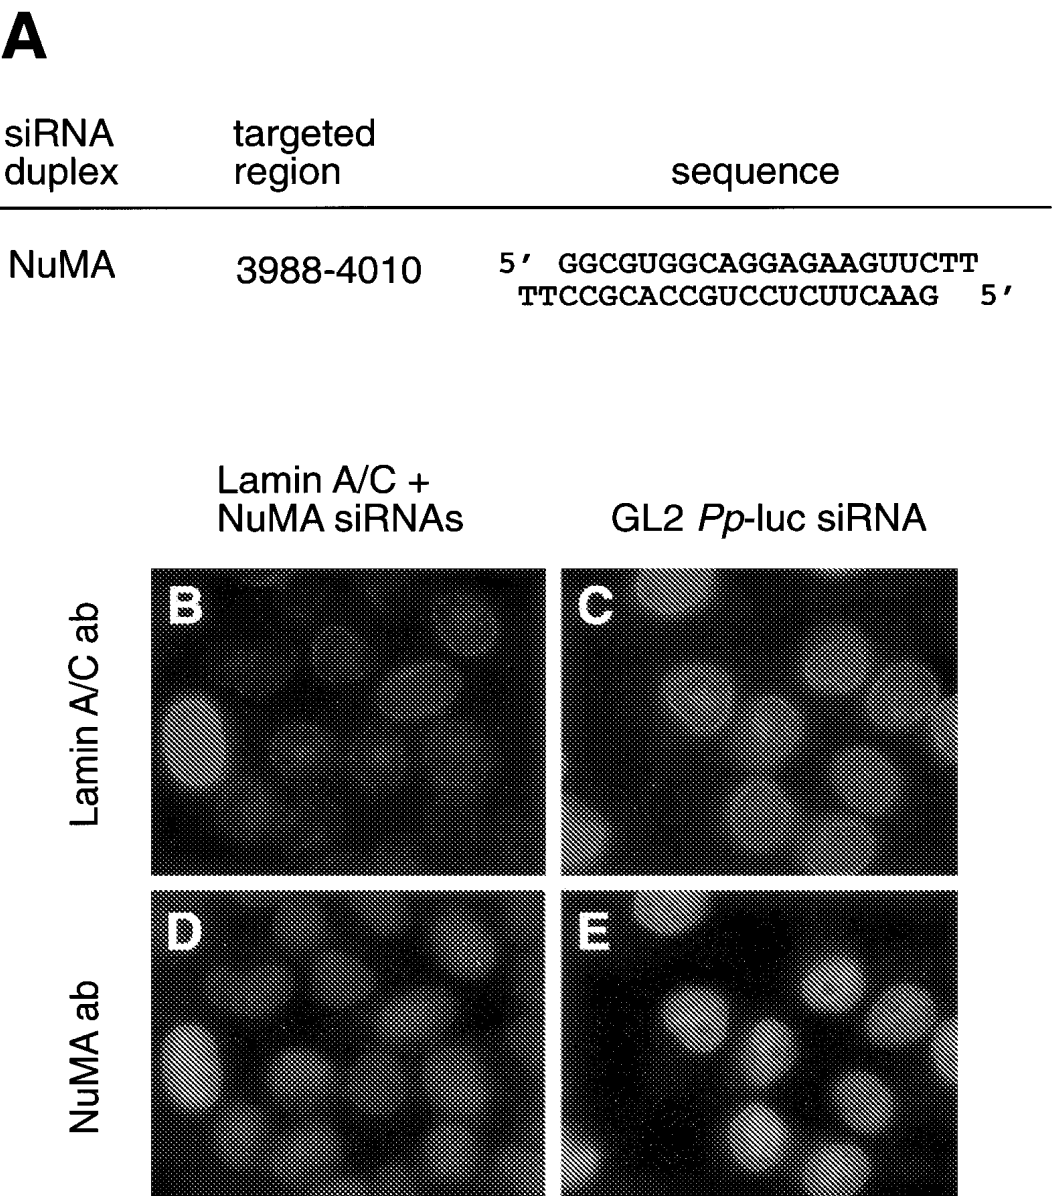 A
siRNA duplex
targeted region
sequence
NuMA
3988-4010
5′ GGCGUGGCAGGAGAAGUUCTT
TTCCGCACCGUCCUCUUCAAG 5′
Lamin A/C +
NuMA siRNAs
GL2 Pp-luc siRNA
Lamin A/C ab
B
C
NuMA ab
D
E